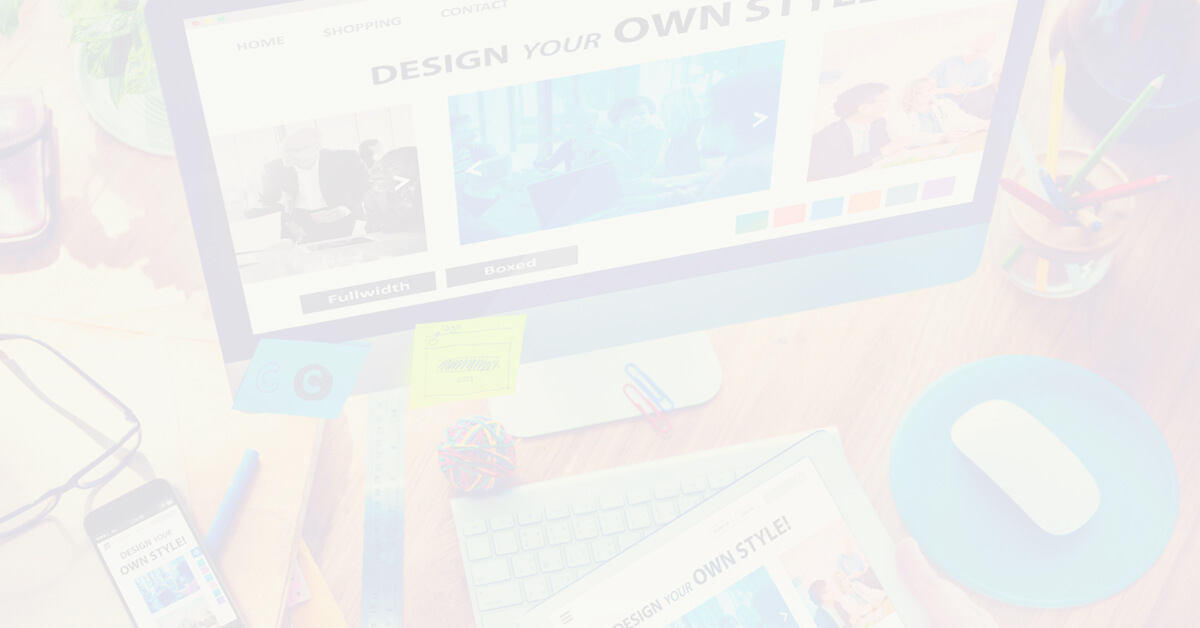 HOME SHOPPING CONTACT
DESIGN YOUR OWN STYLE!
Fullwidth Boxed
C C
DESIGN YOUR
OWN STYLE!
DESIGN YOUR OWN STYLE!